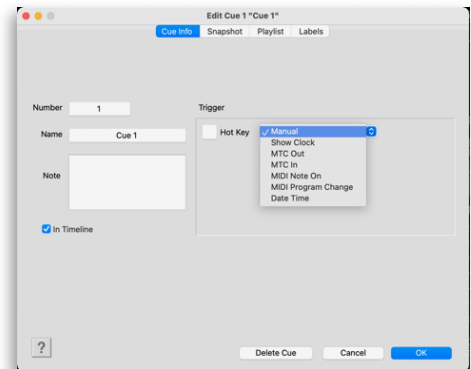 Edit Cue 1 "Cue 1"
Cue Info Snapshot Playlist Labels
Number 1
Name Cue 1
Note
In Timeline
Trigger
Hot Key ✓ Manual
Show Clock
MTC Out
MTC In
MIDI Note On
MIDI Program Change
Date Time
? Delete Cue Cancel OK